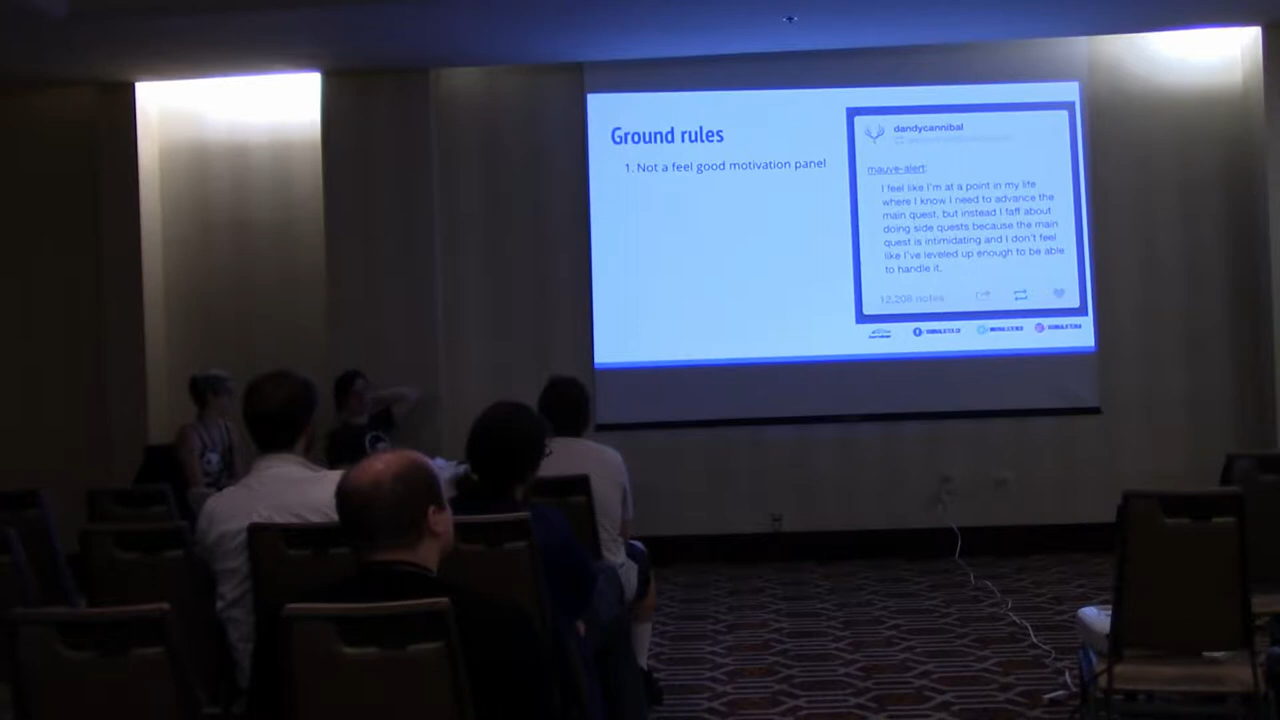 Ground rules
1. Not a feel good motivation panel
dandycannibal
mauve-alert:
I feel like I'm at a point in my life
where I know I need to advance the
main quest, but instead I faff about
doing side quests because the main
quest is intimidating and I don't feel
like I've leveled up enough to be able
to handle it.
12,208 notes